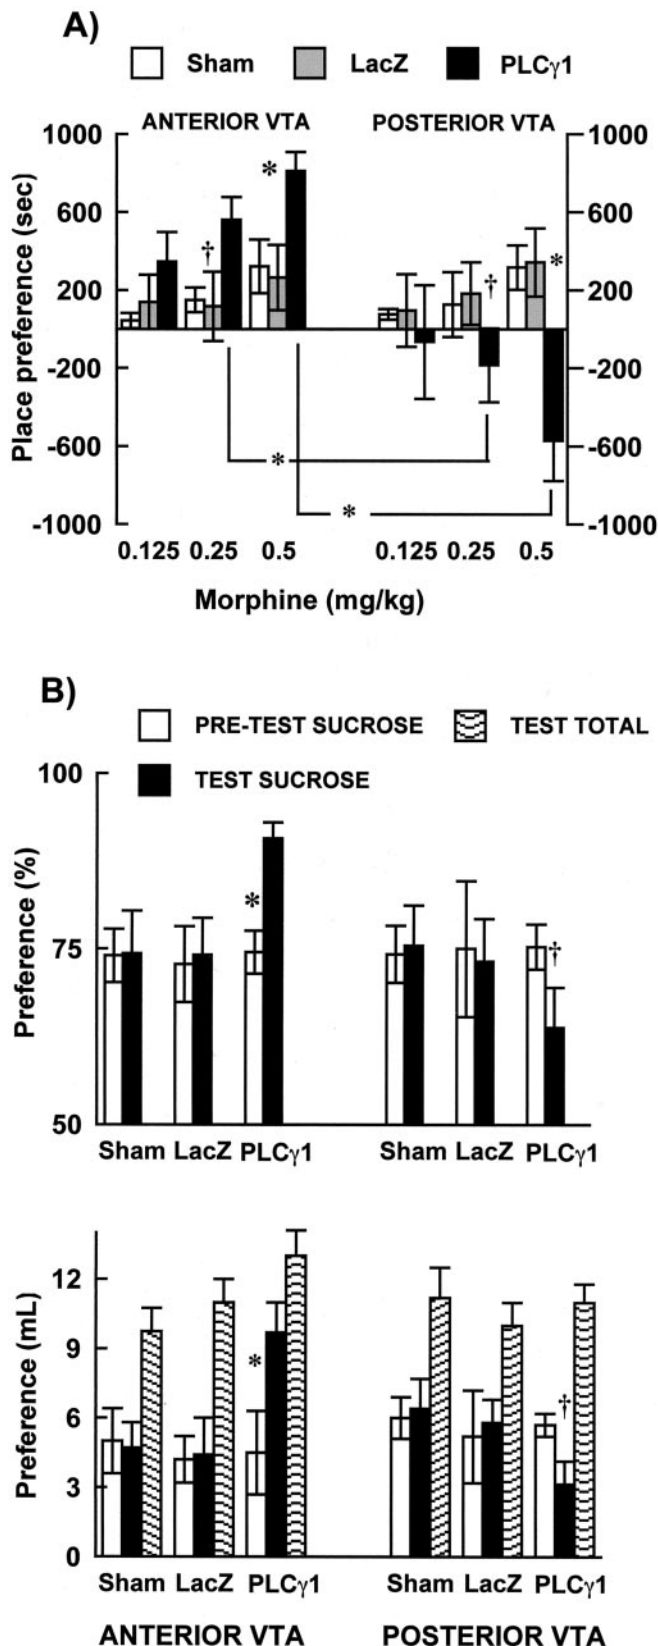 A)
Sham LacZ PLCγ1
ANTERIOR VTA POSTERIOR VTA
1000 1000
600 * 600
† † *
200 200
-200 -200
-600 * -600
-1000 * -1000
Place preference (sec)
0.125 0.25 0.5 0.125 0.25 0.5
Morphine (mg/kg)
B)
PRE-TEST SUCROSE TEST TOTAL
TEST SUCROSE
100
*
75 ‡
50
Preference (%)
Sham LacZ PLCγ1 Sham LacZ PLCγ1
12
9
*
6 †
3
0
Preference (mL)
Sham LacZ PLCγ1 Sham LacZ PLCγ1
ANTERIOR VTA POSTERIOR VTA